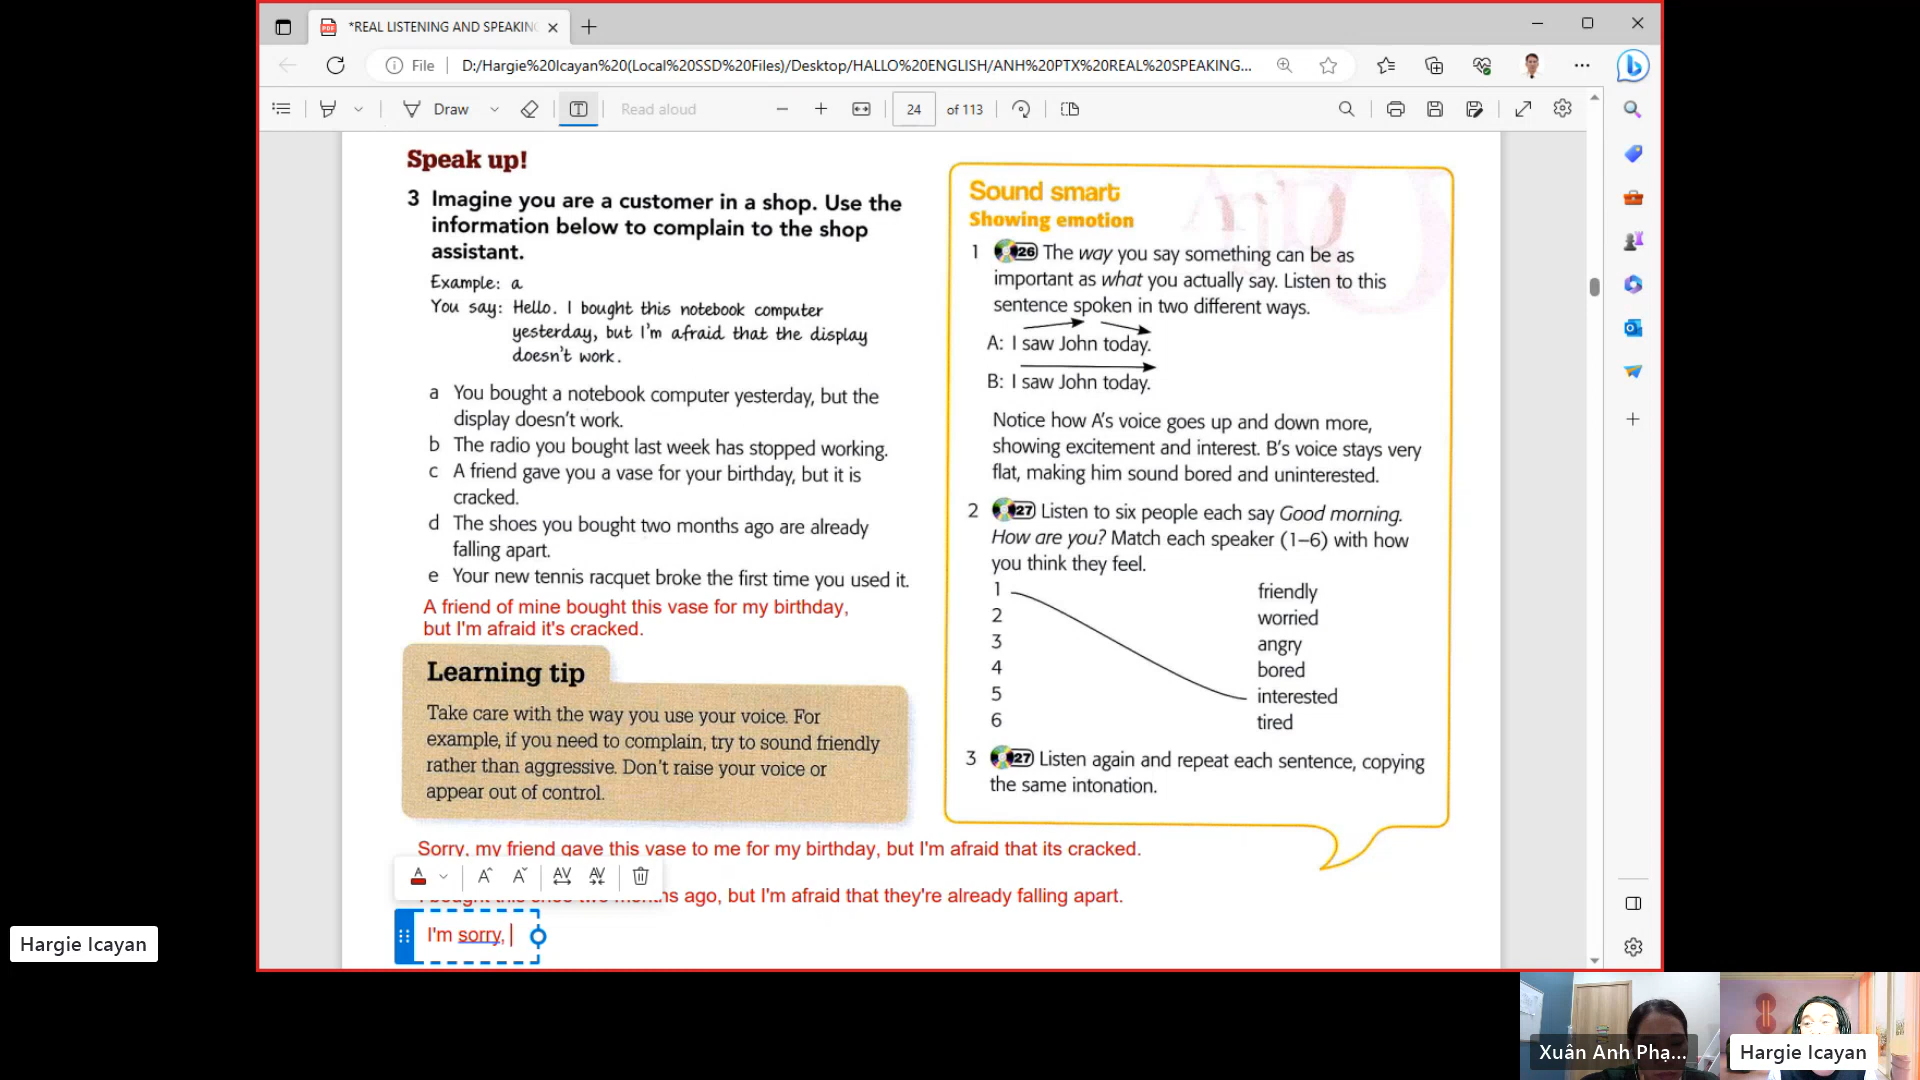 *REAL LISTENING AND SPEAKIN
File
D:/Hargie%20Icayan%20(Local%20SSD%20Files)/Desktop/HALLO%20ENGLISH/ANH%20PTX%20REAL%20SPEAKING...
Draw
Read aloud
24
of 113
Speak up!
3 Imagine you are a customer in a shop. Use the
information below to complain to the shop
assistant.
Example: a
You say: Hello. I bought this notebook computer
yesterday, but I'm afraid that the display
doesn't work.
a You bought a notebook computer yesterday, but the
display doesn't work.
b The radio you bought last week has stopped working.
c A friend gave you a vase for your birthday, but it is
cracked.
d The shoes you bought two months ago are already
falling apart.
e Your new tennis racquet broke the first time you used it.
A friend of mine bought this vase for my birthday,
but I'm afraid it's cracked.
Learning tip
Take care with the way you use your voice. For
example, if you need to complain, try to sound friendly
rather than aggressive. Don't raise your voice or
appear out of control.
Sound smart
Showing emotion
1 26 The way you say something can be as
important as what you actually say. Listen to this
sentence spoken in two different ways.
A: I saw John today.
B: I saw John today.
Notice how A's voice goes up and down more,
showing excitement and interest. B's voice stays very
flat, making him sound bored and uninterested.
2 27 Listen to six people each say Good morning.
How are you? Match each speaker (1–6) with how
you think they feel.
1 friendly
2 worried
3 angry
4 bored
5 interested
6 tired
3 27 Listen again and repeat each sentence, copying
the same intonation.
Sorry, my friend gave this vase to me for my birthday, but I'm afraid that its cracked.
I bought this shoe two months ago, but I'm afraid that they're already falling apart.
I'm sorry,
Hargie Icayan
Xuân Anh Phạ...
Hargie Icayan